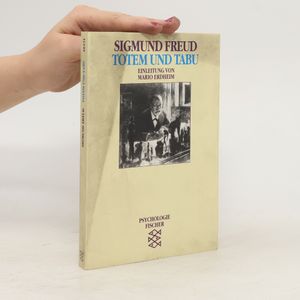 SIGMUND FREUD
TOTEM UND TABU
EINLEITUNG VON
MARIO ERDHEIM
PSYCHOLOGIE
FISCHER